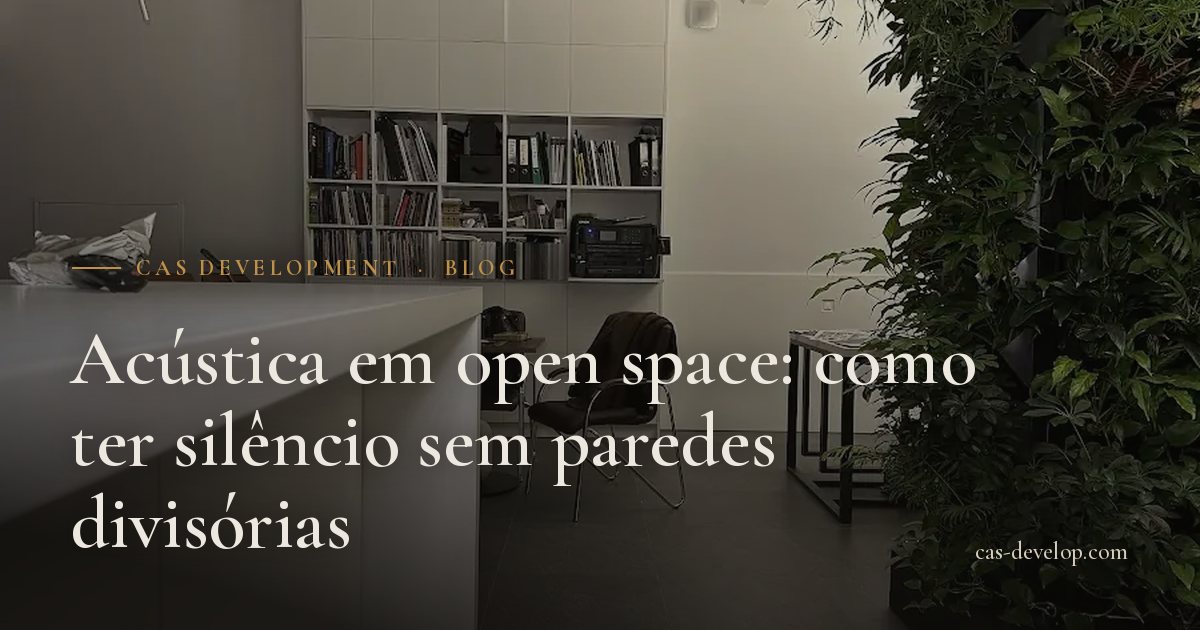 CAS DEVELOPMENT · BLOG
Acústica em open space: como
ter silêncio sem paredes
divisórias
cas-develop.com